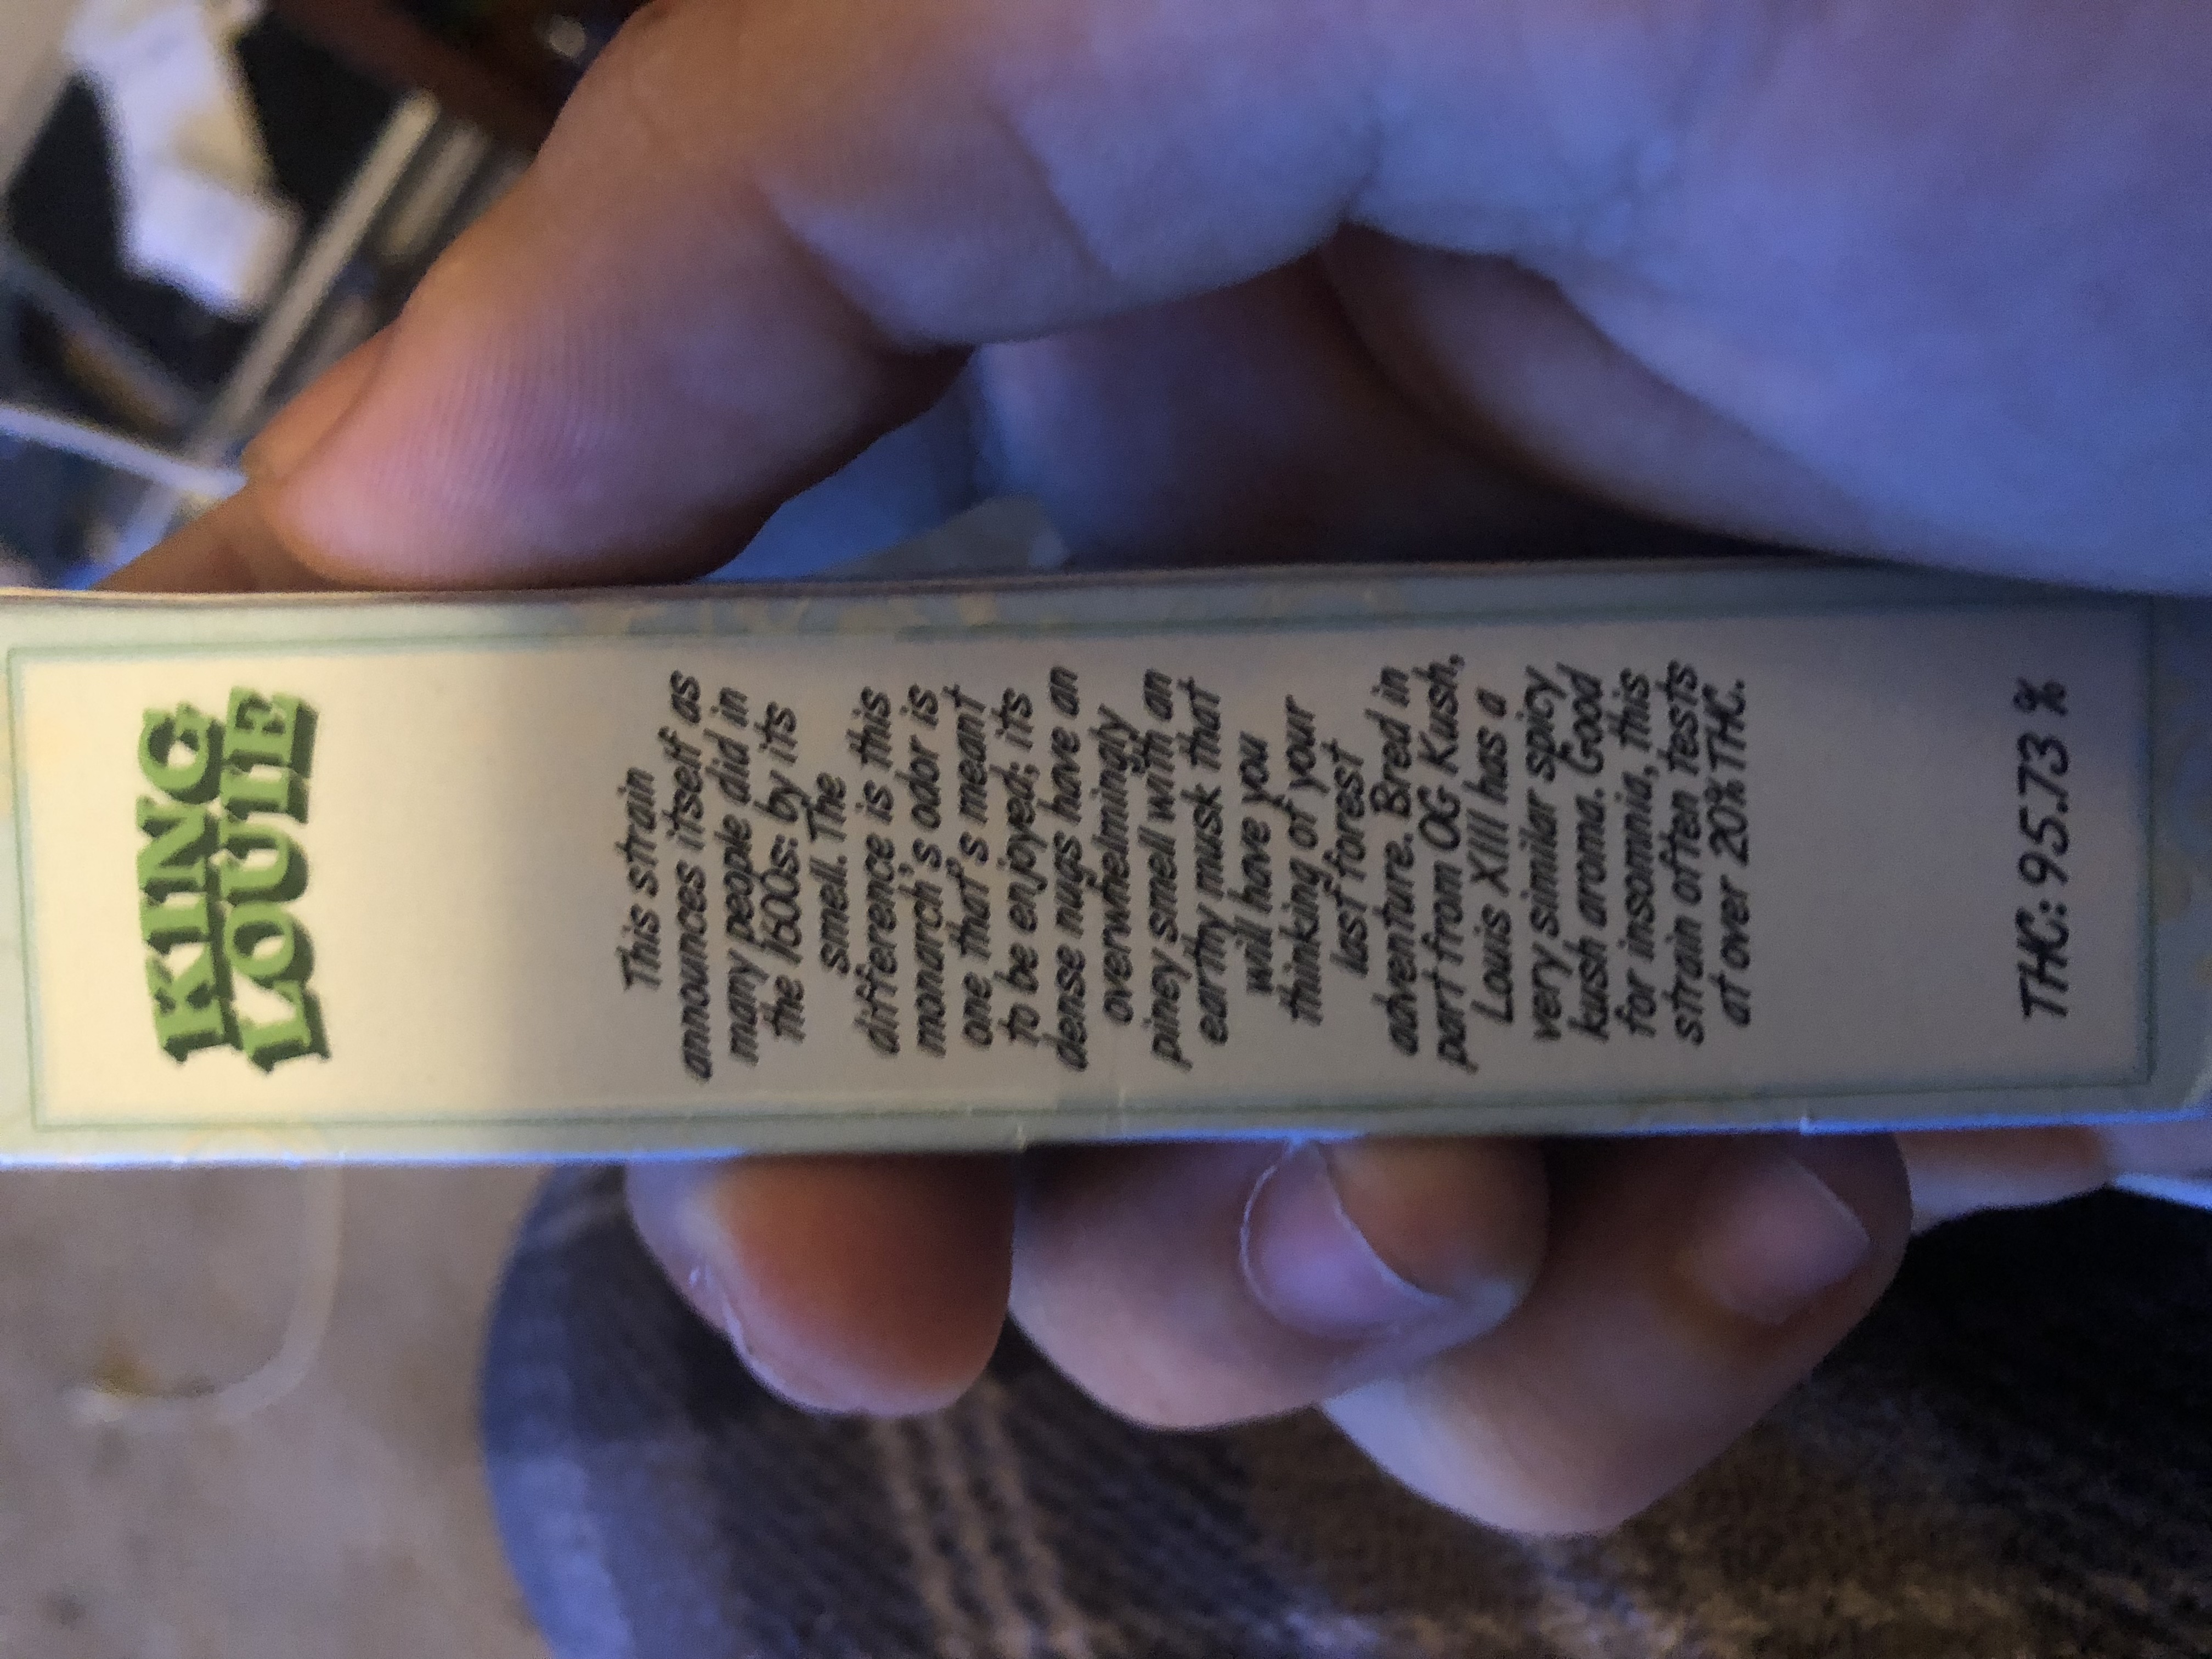 KING
LOUIE
This strain
announces itself as
many people did in
the 1600s: by its
smell. The
difference is this
monarch's odor is
one that's meant
to be enjoyed; its
dense nugs have an
overwhelmingly
piney smell with an
earthy musk that
will have you
thinking of your
last forest
adventure. Bred in
part from OG Kush,
Louis XIII has a
very similar spicy
kush aroma. Good
for insomnia, this
strain often tests
at over 20% THC.
THC: 95.73 %